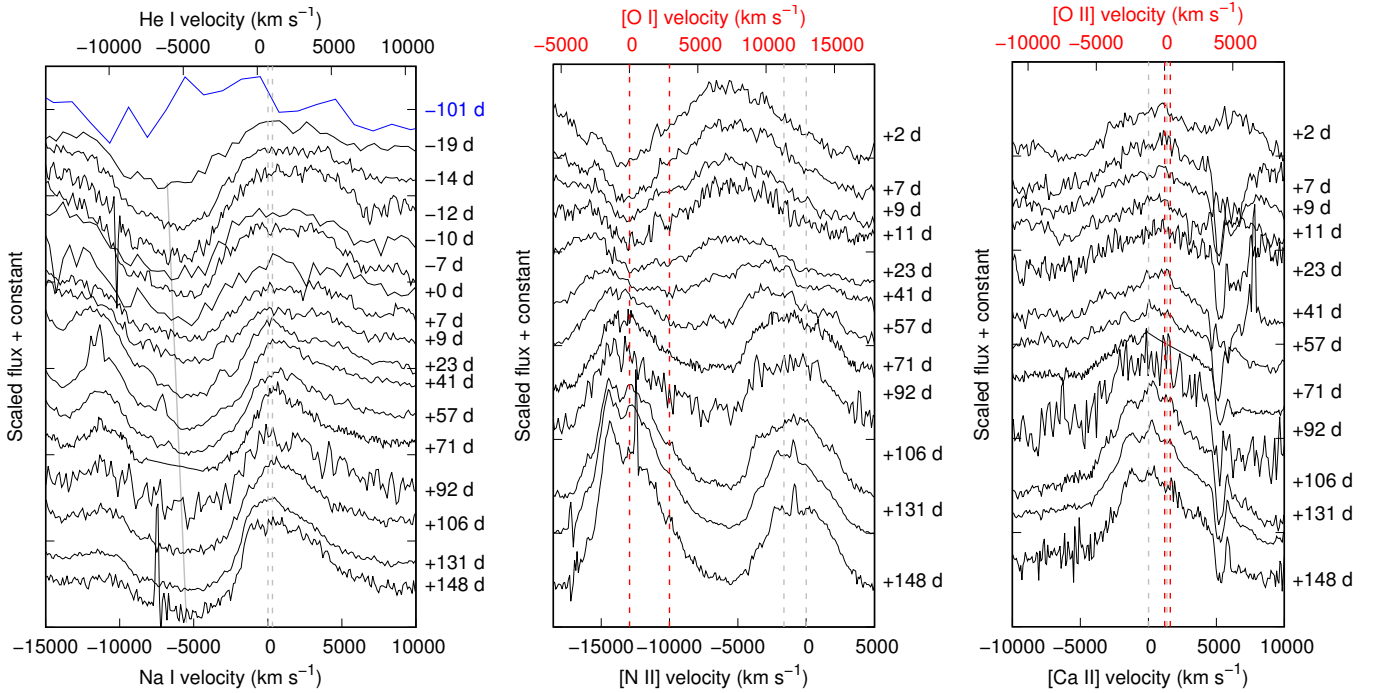 He I velocity (km s⁻¹)
−10000 −5000 0 5000 10000
−101 d
−19 d
−14 d
−12 d
−10 d
−7 d
+0 d
+7 d
+9 d
+23 d
+41 d
+57 d
+71 d
+92 d
+106 d
+131 d
+148 d
Scaled flux + constant
−15000 −10000 −5000 0 5000 10000
Na I velocity (km s⁻¹)
[O I] velocity (km s⁻¹)
−5000 0 5000 10000 15000
+2 d
+7 d
+9 d
+11 d
+23 d
+41 d
+57 d
+71 d
+92 d
+106 d
+131 d
+148 d
Scaled flux + constant
−15000 −10000 −5000 0 5000
[N II] velocity (km s⁻¹)
[O II] velocity (km s⁻¹)
−10000 −5000 0 5000
+2 d
+7 d
+9 d
+11 d
+23 d
+41 d
+57 d
+71 d
+92 d
+106 d
+131 d
+148 d
Scaled flux + constant
−10000 −5000 0 5000 10000
[Ca II] velocity (km s⁻¹)